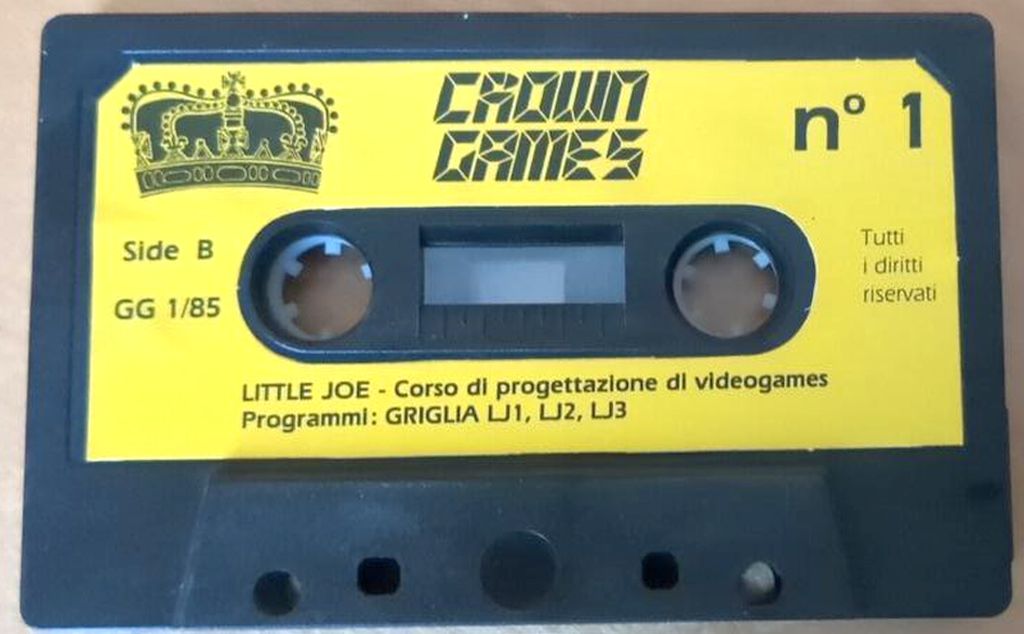 CROWN
GAMES
nº 1
Side B
GG 1/85
Tutti
i diritti
riservati
LITTLE JOE - Corso di progettazione di videogames
Programmi: GRIGLIA LJ1, LJ2, LJ3